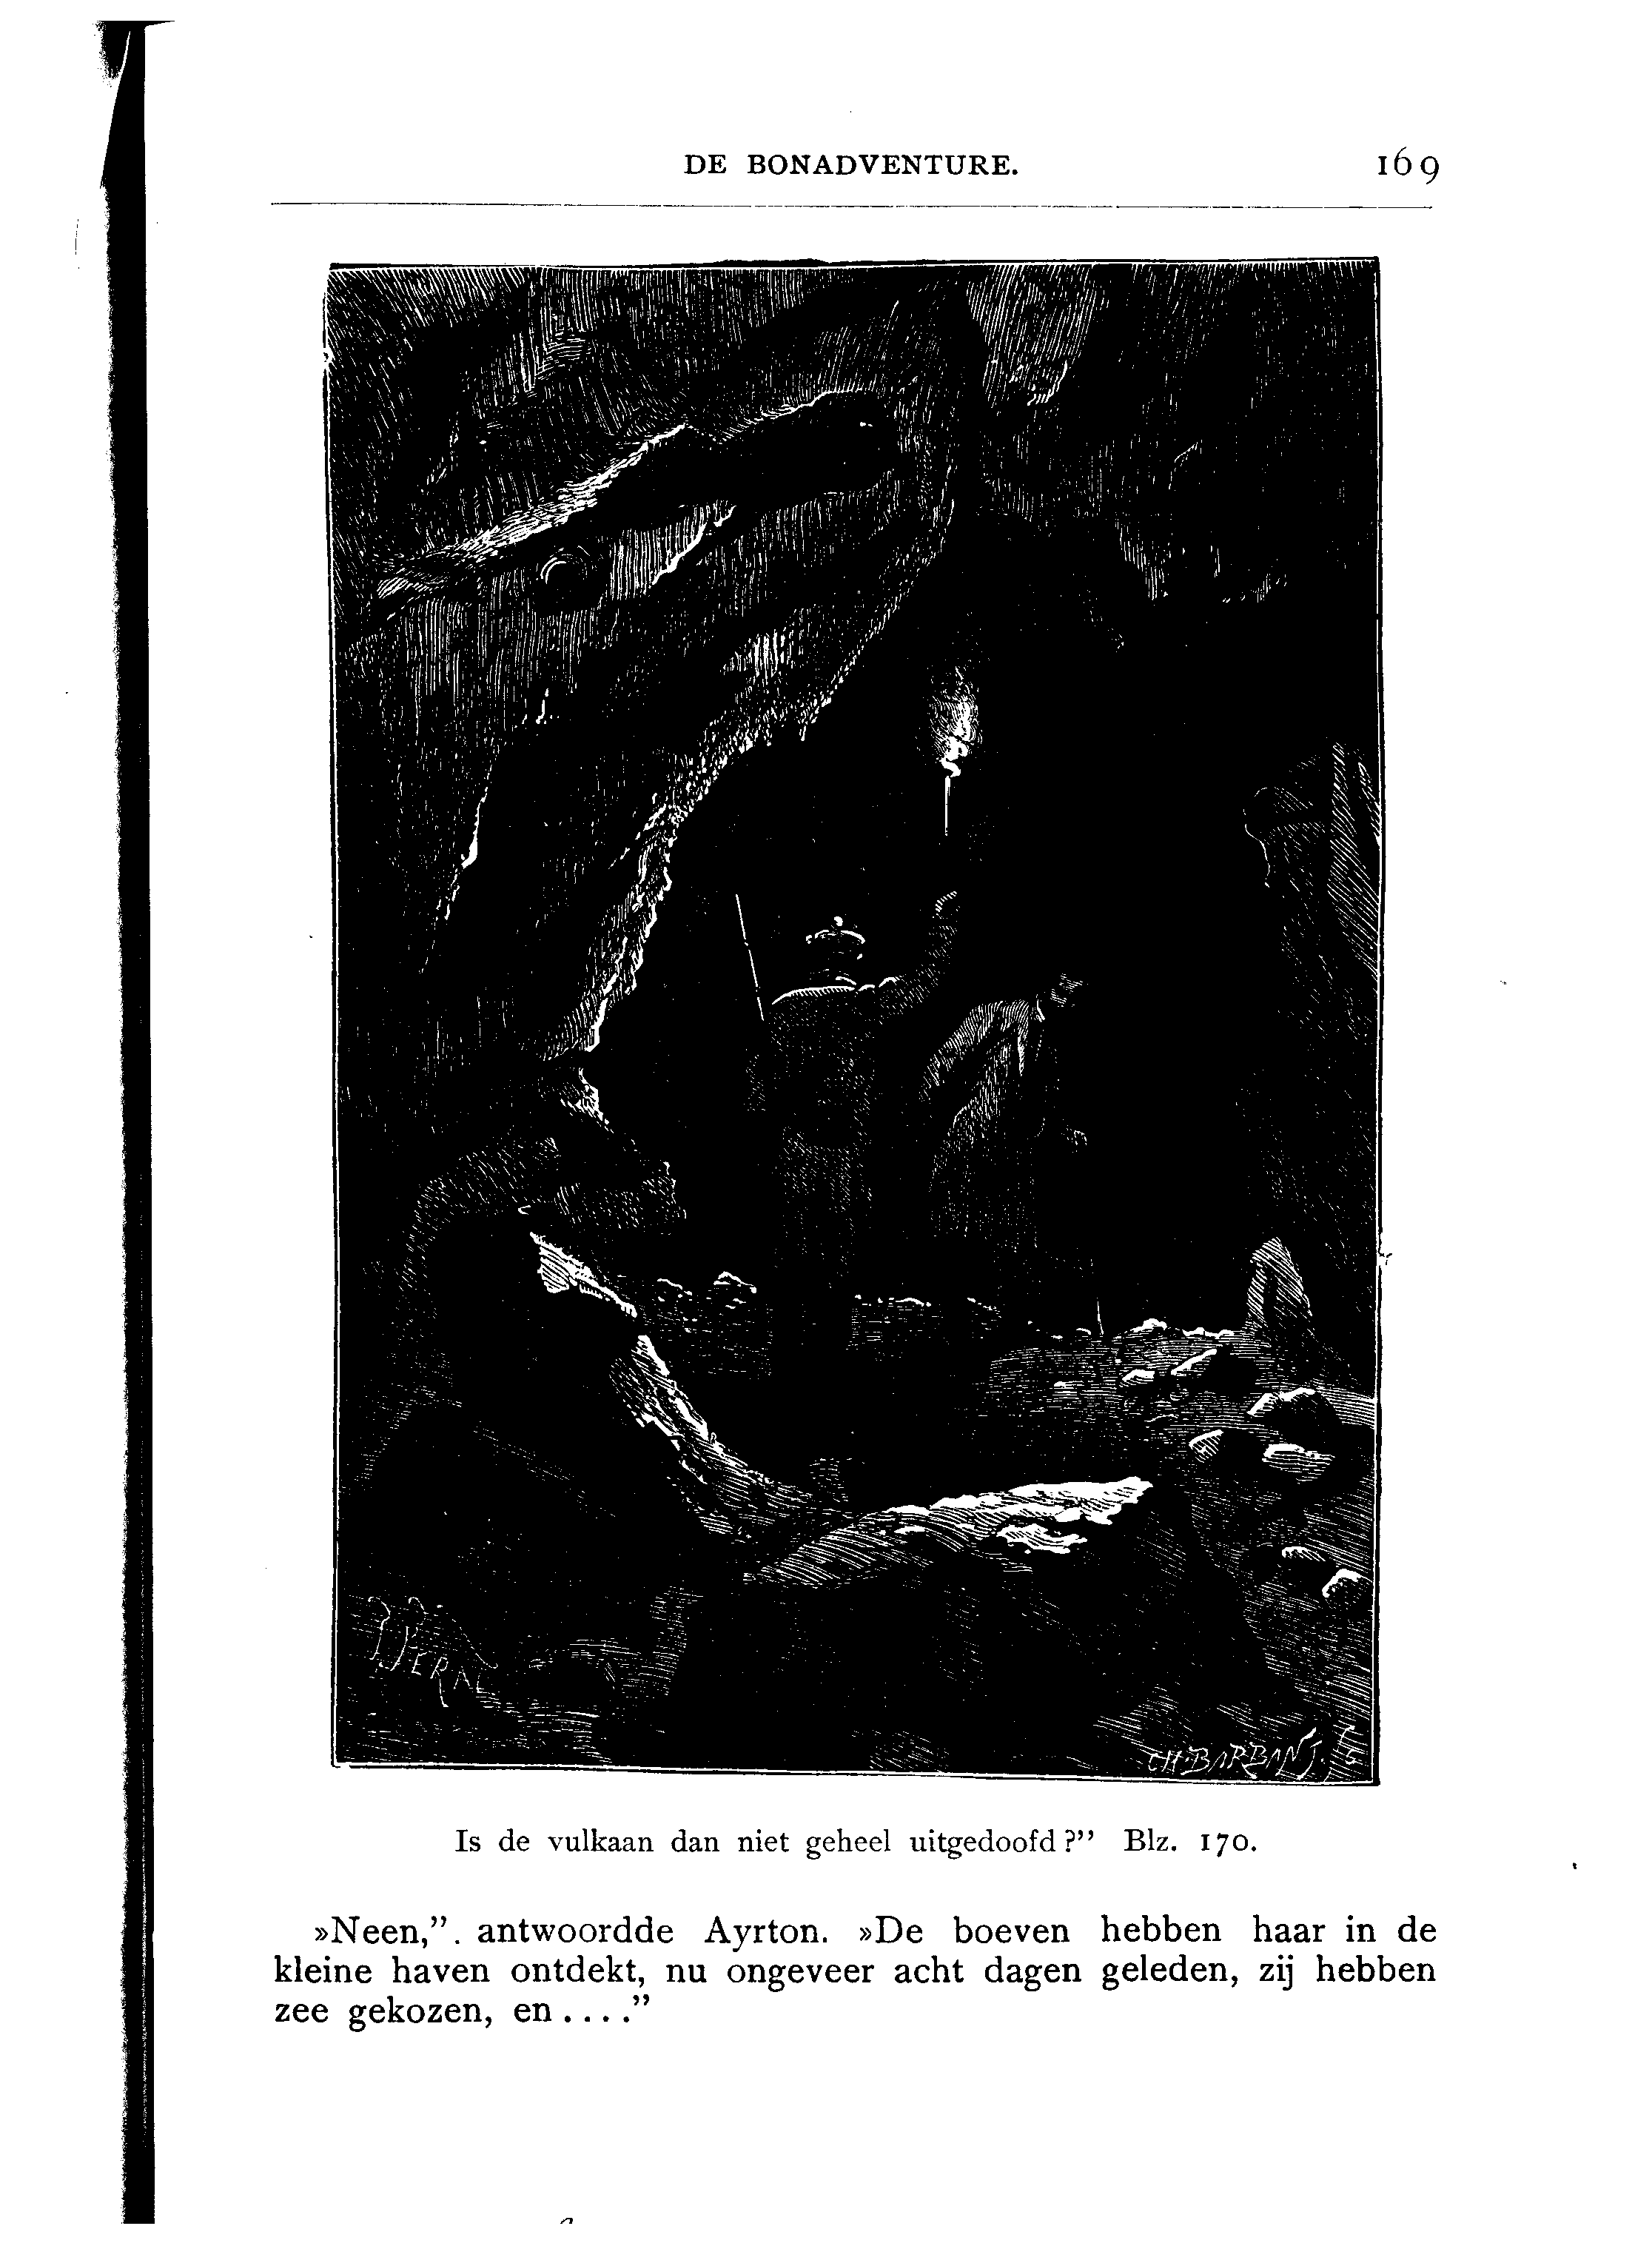 DE BONADVENTURE. 169
P. FERAT
CH. BARBANT.
Is de vulkaan dan niet geheel uitgedoofd?” Blz. 170.
»Neen,”. antwoordde Ayrton. »De boeven hebben haar in de
kleine haven ontdekt, nu ongeveer acht dagen geleden, zij hebben
zee gekozen, en . . . .”